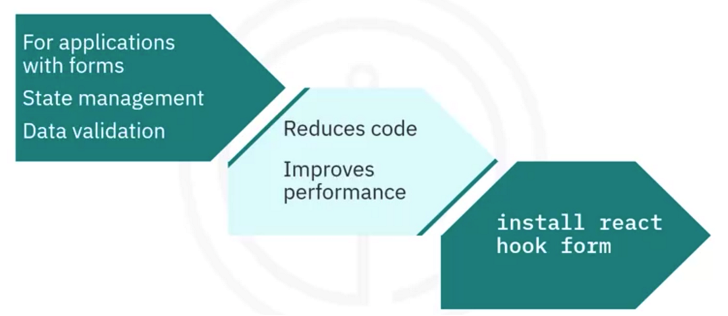 For applications
with forms
State management
Data validation
Reduces code
Improves
performance
install react
hook form